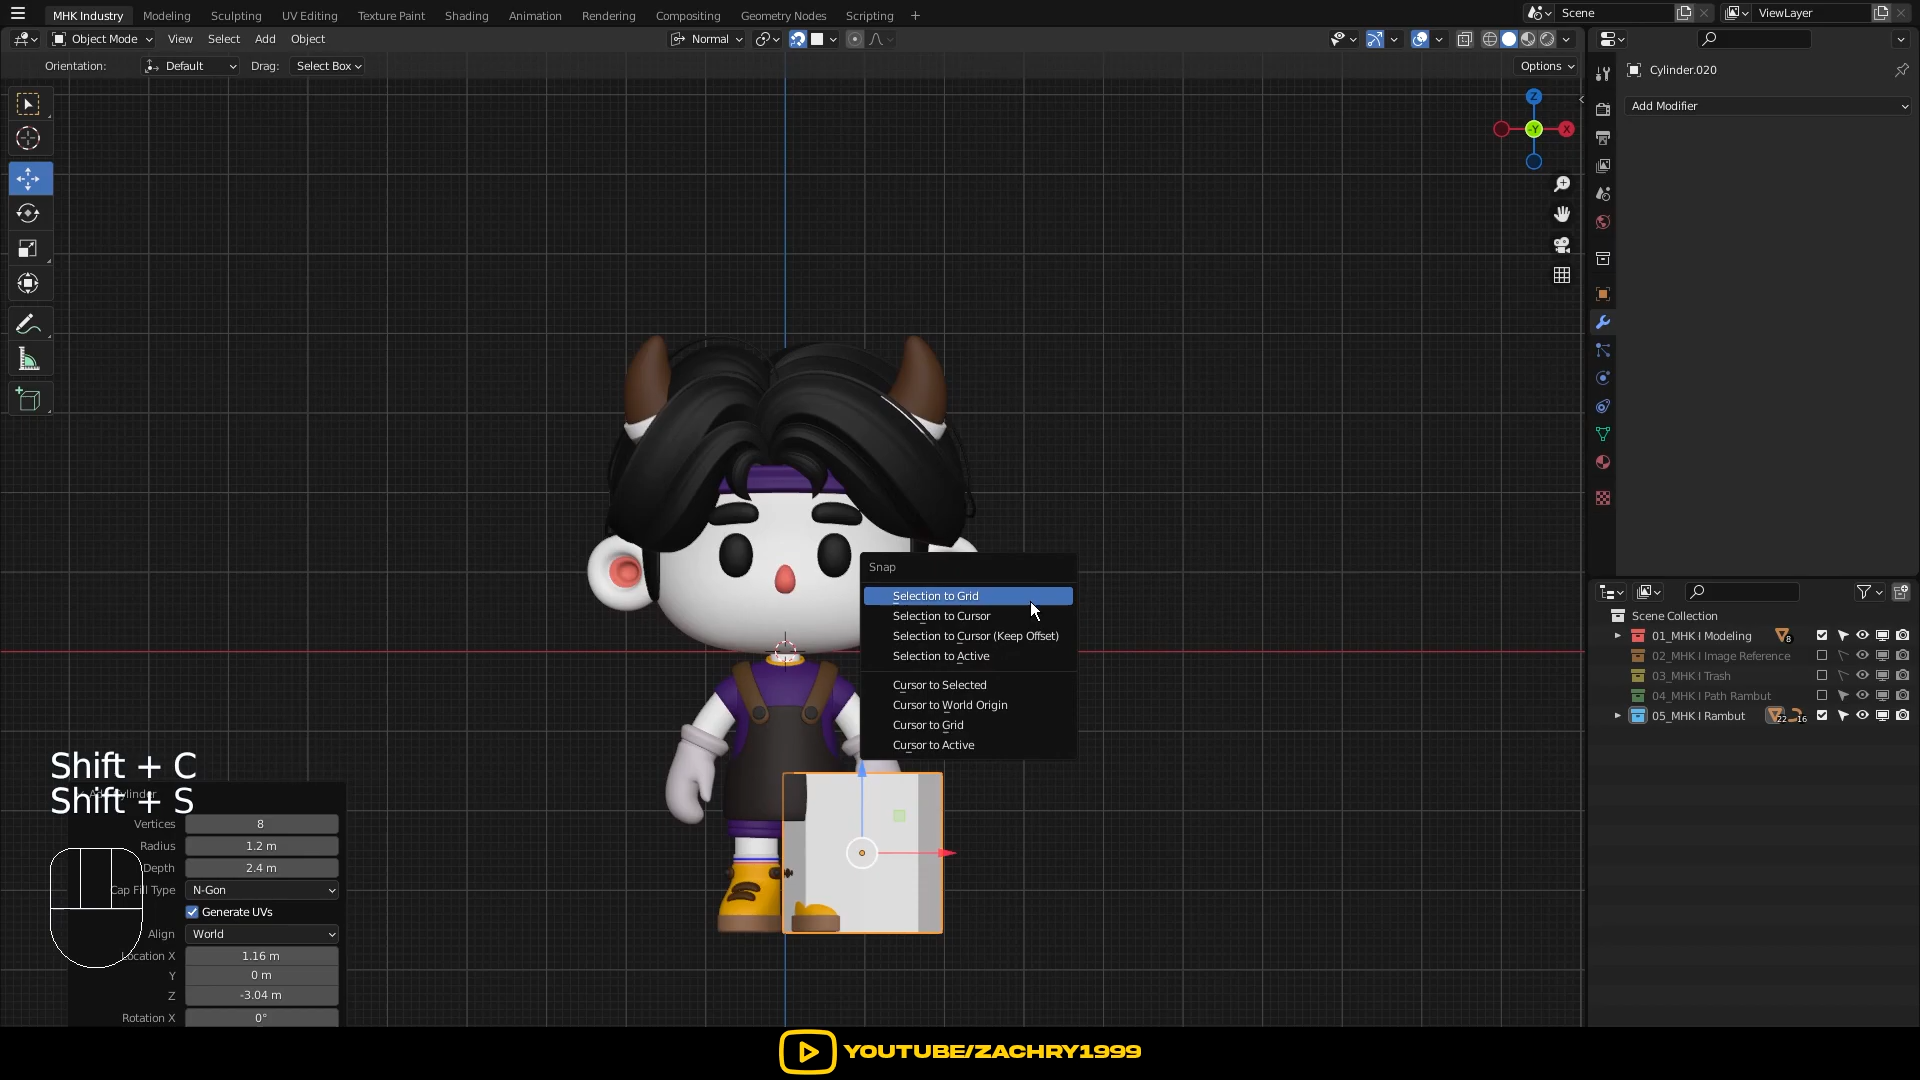 MHK Industry
Modeling
Sculpting
UV Editing
Texture Paint
Shading
Animation
Rendering
Compositing
Geometry Nodes
Scripting
+
Scene
ViewLayer
Object Mode
View
Select
Add
Object
Normal
Orientation:
Default
Drag:
Select Box
Options
Z
-Y
X
Cylinder.020
Add Modifier
Snap
Selection to Grid
Selection to Cursor
Selection to Cursor (Keep Offset)
Selection to Active
Cursor to Selected
Cursor to World Origin
Cursor to Grid
Cursor to Active
Scene Collection
01_MHK I Modeling
8
02_MHK I Image Reference
03_MHK I Trash
04_MHK I Path Rambut
05_MHK I Rambut
22
16
Shift + C
Shift + S
Vertices
8
Radius
1.2 m
Depth
2.4 m
Cap Fill Type
N-Gon
Generate UVs
Align
World
Location X
1.16 m
Y
0 m
Z
-3.04 m
Rotation X
0°
YOUTUBE/ZACHRY1999